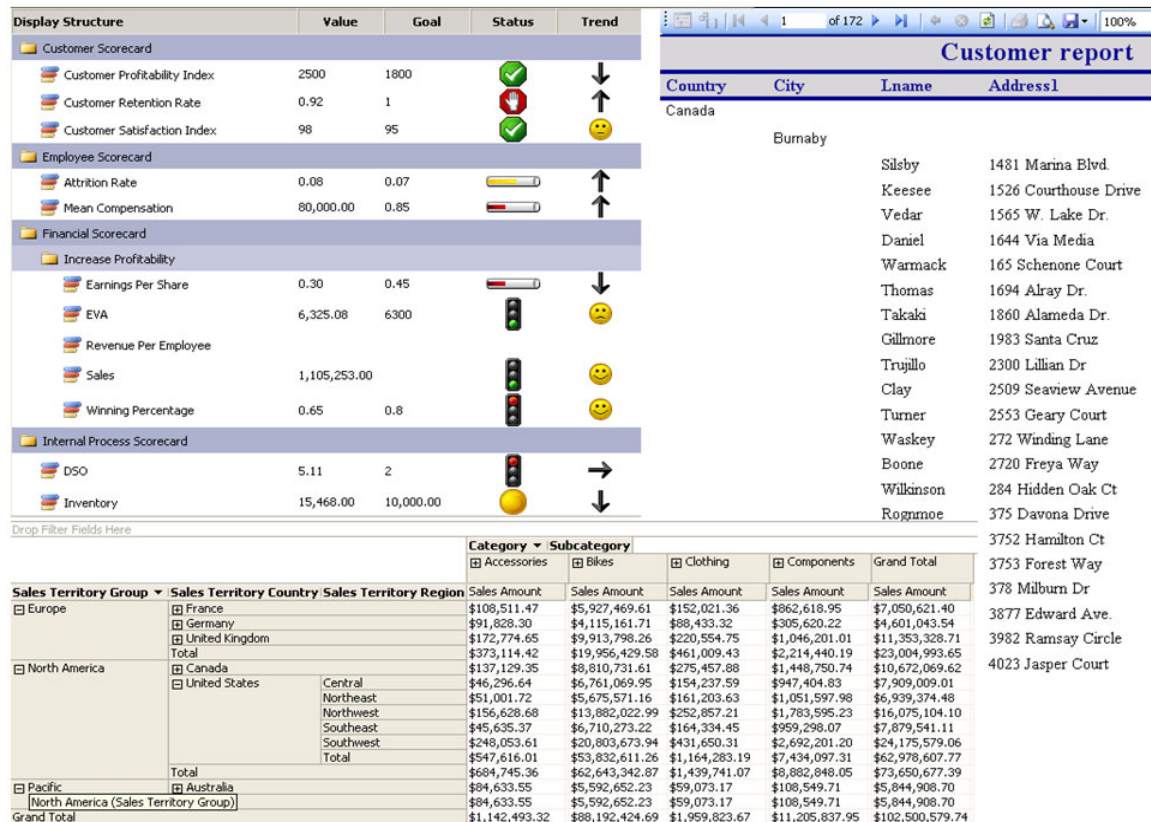 Display Structure Value Goal Status Trend
Customer Scorecard
Customer Profitability Index 2500 1800
Customer Retention Rate 0.92 1
Customer Satisfaction Index 98 95
Employee Scorecard
Attrition Rate 0.08 0.07
Mean Compensation 80,000.00 0.85
Financial Scorecard
Increase Profitability
Earnings Per Share 0.30 0.45
EVA 6,325.08 6300
Revenue Per Employee
Sales 1,105,253.00
Winning Percentage 0.65 0.8
Internal Process Scorecard
DSO 5.11 2
Inventory 15,468.00 10,000.00
1 of 172 100%
Customer report
Country City Lname Address1
Canada
Burnaby
Silsby 1481 Marina Blvd.
Keesee 1526 Courthouse Drive
Vedar 1565 W. Lake Dr.
Daniel 1644 Via Media
Warmack 165 Schenone Court
Thomas 1694 Alray Dr.
Takaki 1860 Alameda Dr.
Gillmore 1983 Santa Cruz
Trujillo 2300 Lillian Dr
Clay 2509 Seaview Avenue
Turner 2553 Geary Court
Waskey 272 Winding Lane
Boone 2720 Freya Way
Wilkinson 284 Hidden Oak Ct
Rognmoe 375 Davona Drive
3752 Hamilton Ct
3753 Forest Way
378 Milburn Dr
3877 Edward Ave.
3982 Ramsay Circle
4023 Jasper Court
Drop Filter Fields Here
Category Subcategory
Accessories Bikes Clothing Components Grand Total
Sales Territory Group Sales Territory Country Sales Territory Region Sales Amount Sales Amount Sales Amount Sales Amount Sales Amount
Europe France $108,511.47 $5,927,469.61 $152,021.36 $862,618.95 $7,050,621.40
Germany $91,828.30 $4,115,161.71 $88,433.32 $305,620.22 $4,601,043.54
United Kingdom $172,774.65 $9,913,798.26 $220,554.75 $1,046,201.01 $11,353,328.71
Total $373,114.42 $19,956,429.58 $461,009.43 $2,214,440.19 $23,004,993.65
North America Canada $137,129.35 $8,810,731.61 $275,457.88 $1,448,750.74 $10,672,069.62
United States Central $46,296.64 $6,761,069.95 $154,237.59 $947,404.83 $7,909,009.01
Northeast $51,001.72 $5,675,571.16 $161,203.63 $1,051,597.98 $6,939,374.48
Northwest $156,628.68 $13,882,022.99 $252,857.21 $1,783,595.23 $16,075,104.10
Southeast $45,635.37 $6,710,273.22 $164,334.45 $959,298.07 $7,879,541.11
Southwest $248,053.61 $20,803,673.94 $431,650.31 $2,692,201.20 $24,175,579.06
Total $547,616.01 $53,832,611.26 $1,164,283.19 $7,434,097.31 $62,978,607.77
Total $684,745.36 $62,643,342.87 $1,439,741.07 $8,882,848.05 $73,650,677.39
Pacific Australia $84,633.55 $5,592,652.23 $59,073.17 $108,549.71 $5,844,908.70
North America (Sales Territory Group) $84,633.55 $5,592,652.23 $59,073.17 $108,549.71 $5,844,908.70
Grand Total $1,142,493.32 $88,192,424.69 $1,959,823.67 $11,205,837.95 $102,500,579.74